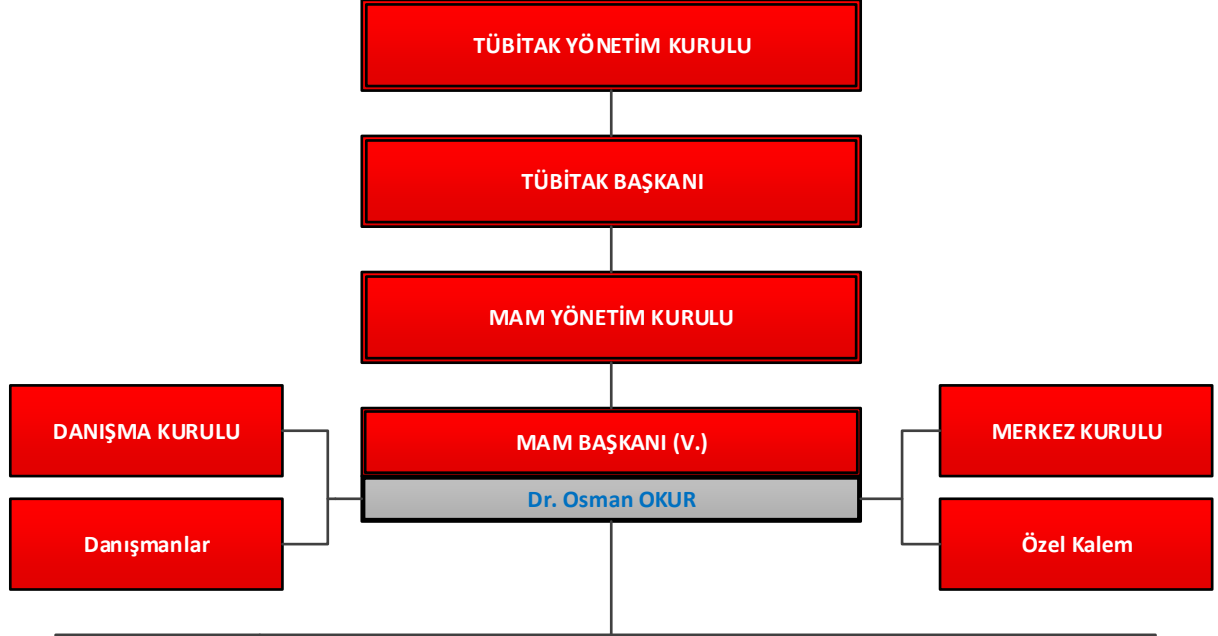 TÜBİTAK YÖNETİM KURULU
TÜBİTAK BAŞKANI
MAM YÖNETİM KURULU
DANIŞMA KURULU
MAM BAŞKANI (V.)
MERKEZ KURULU
Dr. Osman OKUR
Danışmanlar
Özel Kalem